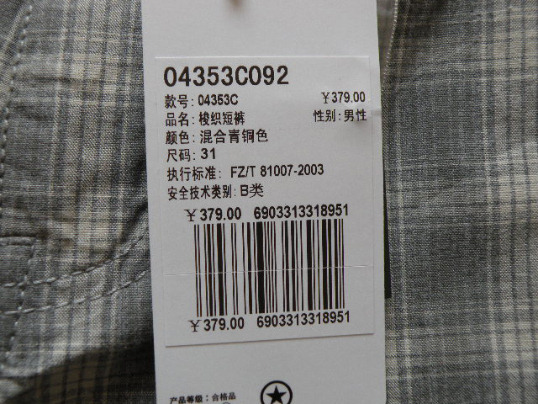 04353C092
款号: 04353C ￥379.00
品名: 梭织短裤 性别: 男性
颜色: 混合青铜色
尺码: 31
执行标准: FZ/T 81007-2003
安全技术类别: B类
￥379.00 6903313318951
￥379.00 6903313318951
产品等级: 合格品